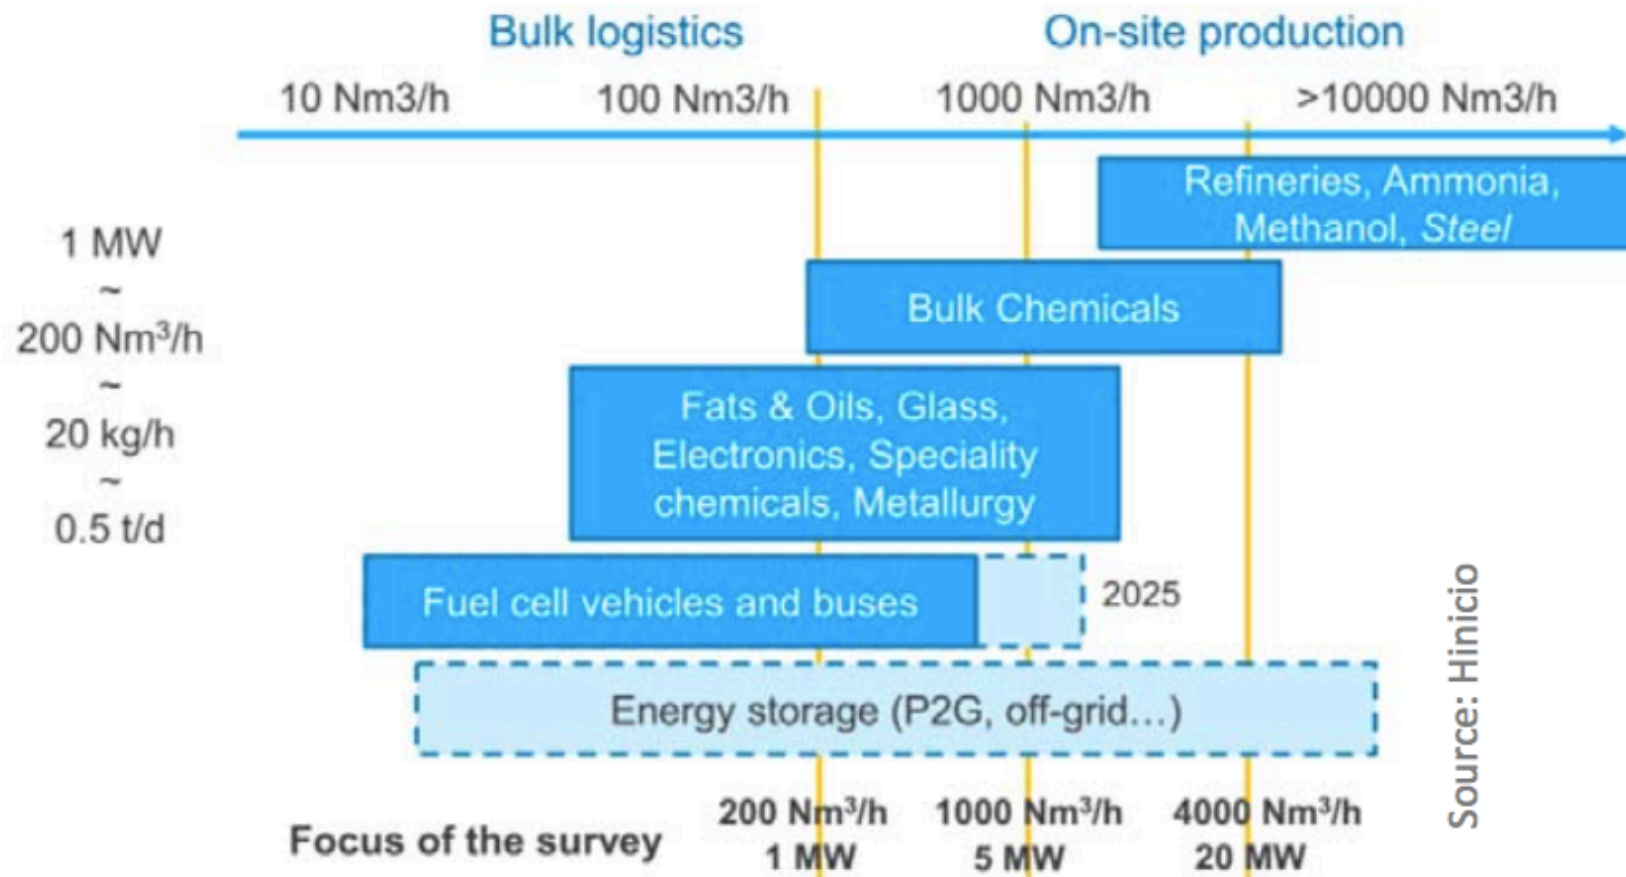 Bulk logistics
On-site production
10 Nm3/h
100 Nm3/h
1000 Nm3/h
>10000 Nm3/h
Refineries, Ammonia,
Methanol, Steel
1 MW
~
200 Nm³/h
~
20 kg/h
~
0.5 t/d
Bulk Chemicals
Fats & Oils, Glass,
Electronics, Speciality
chemicals, Metallurgy
Fuel cell vehicles and buses
2025
Energy storage (P2G, off-grid...)
Focus of the survey
200 Nm³/h
1 MW
1000 Nm³/h
5 MW
4000 Nm³/h
20 MW
Source: Hinicio